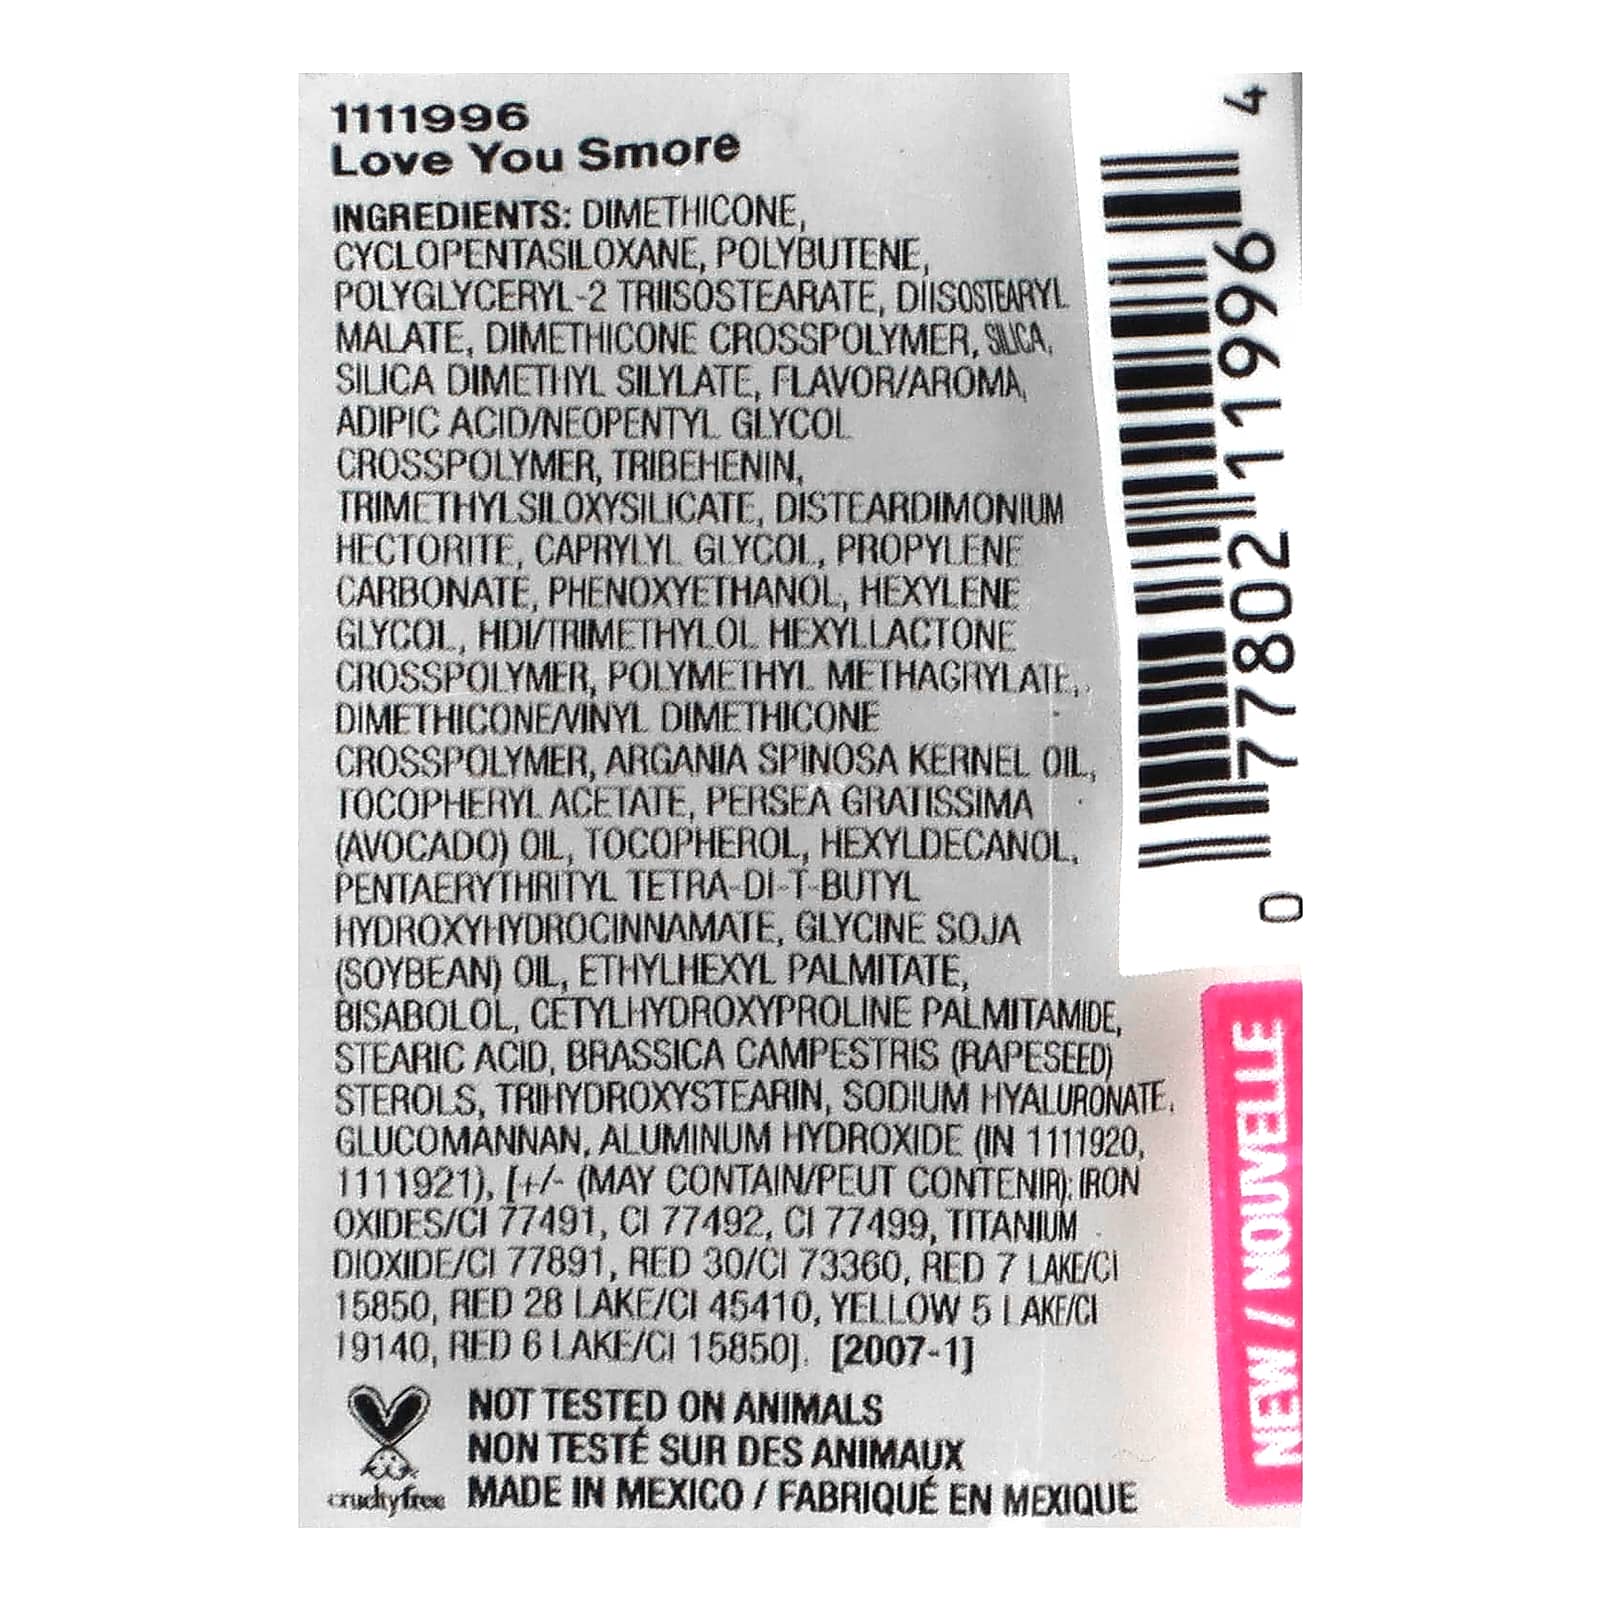 1111996
Love You Smore
INGREDIENTS: DIMETHICONE,
CYCLOPENTASILOXANE, POLYBUTENE,
POLYGLYCERYL-2 TRIISOSTEARATE, DIISOSTEARYL
MALATE, DIMETHICONE CROSSPOLYMER, SILICA,
SILICA DIMETHYL SILYLATE, FLAVOR/AROMA,
ADIPIC ACID/NEOPENTYL GLYCOL
CROSSPOLYMER, TRIBEHENIN,
TRIMETHYLSILOXYSILICATE, DISTEARDIMONIUM
HECTORITE, CAPRYLYL GLYCOL, PROPYLENE
CARBONATE, PHENOXYETHANOL, HEXYLENE
GLYCOL, HDI/TRIMETHYLOL HEXYLLACTONE
CROSSPOLYMER, POLYMETHYL METHACRYLATE,
DIMETHICONE/VINYL DIMETHICONE
CROSSPOLYMER, ARGANIA SPINOSA KERNEL OIL,
TOCOPHERYL ACETATE, PERSEA GRATISSIMA
(AVOCADO) OIL, TOCOPHEROL, HEXYLDECANOL,
PENTAERYTHRITYL TETRA-DI-T-BUTYL
HYDROXYHYDROCINNAMATE, GLYCINE SOJA
(SOYBEAN) OIL, ETHYLHEXYL PALMITATE,
BISABOLOL, CETYLHYDROXYPROLINE PALMITAMIDE,
STEARIC ACID, BRASSICA CAMPESTRIS (RAPESEED)
STEROLS, TRIHYDROXYSTEARIN, SODIUM HYALURONATE,
GLUCOMANNAN, ALUMINUM HYDROXIDE (IN 1111920,
1111921), [+/- (MAY CONTAIN/PEUT CONTENIR): IRON
OXIDES/CI 77491, CI 77492, CI 77499, TITANIUM
DIOXIDE/CI 77891, RED 30/CI 73360, RED 7 LAKE/CI
15850, RED 28 LAKE/CI 45410, YELLOW 5 LAKE/CI
19140, RED 6 LAKE/CI 15850]. [2007-1]
crueltyfree
NOT TESTED ON ANIMALS
NON TESTÉ SUR DES ANIMAUX
MADE IN MEXICO / FABRIQUÉ EN MEXIQUE
0 77802 11996 4
NEW / NOUVELLE